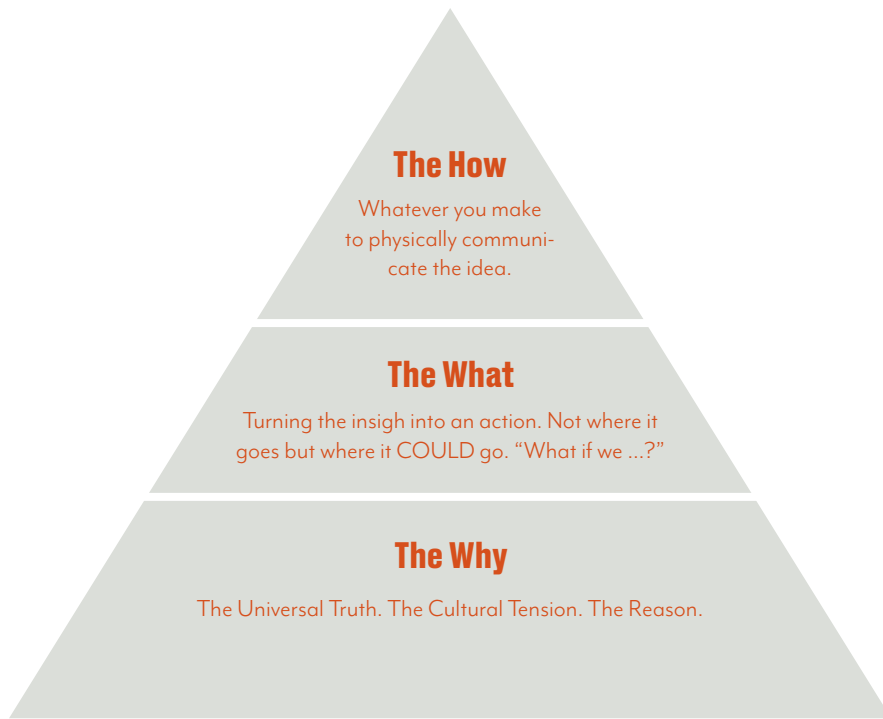 The How
Whatever you make
to physically communi-
cate the idea.
The What
Turning the insigh into an action. Not where it
goes but where it COULD go. “What if we ...?”
The Why
The Universal Truth. The Cultural Tension. The Reason.